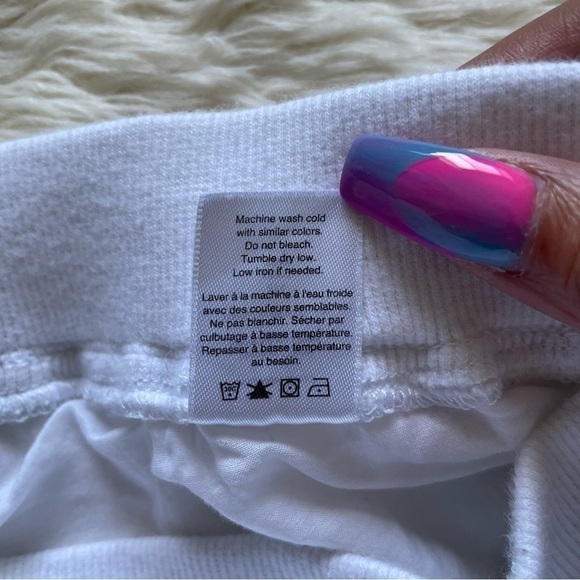 Machine wash cold
with similar colors.
Do not bleach.
Tumble dry low.
Low iron if needed.
Laver à la machine à l'eau froide
avec des couleurs semblables.
Ne pas blanchir. Sécher par
culbutage à basse température.
Repasser à basse température
au besoin.
30C